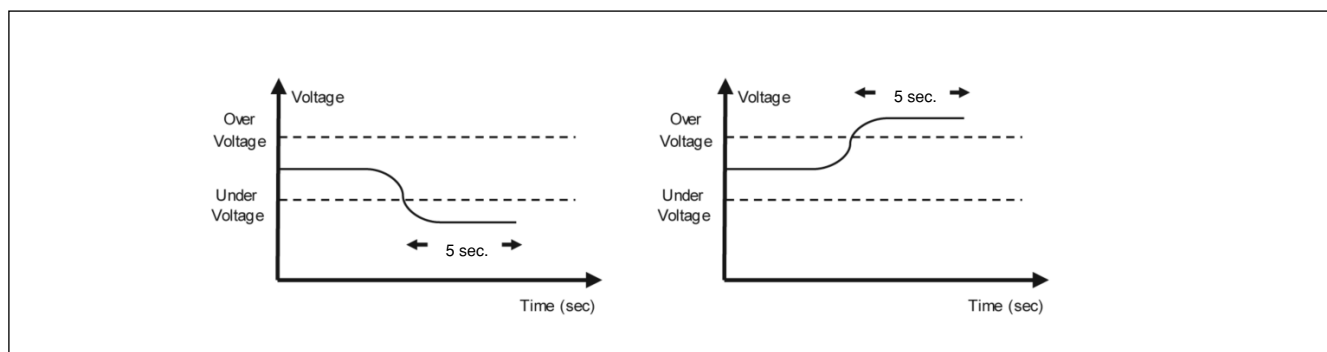 Voltage
Over
Voltage
Under
Voltage
5 sec.
Time (sec)
Voltage
5 sec.
Over
Voltage
Under
Voltage
Time (sec)